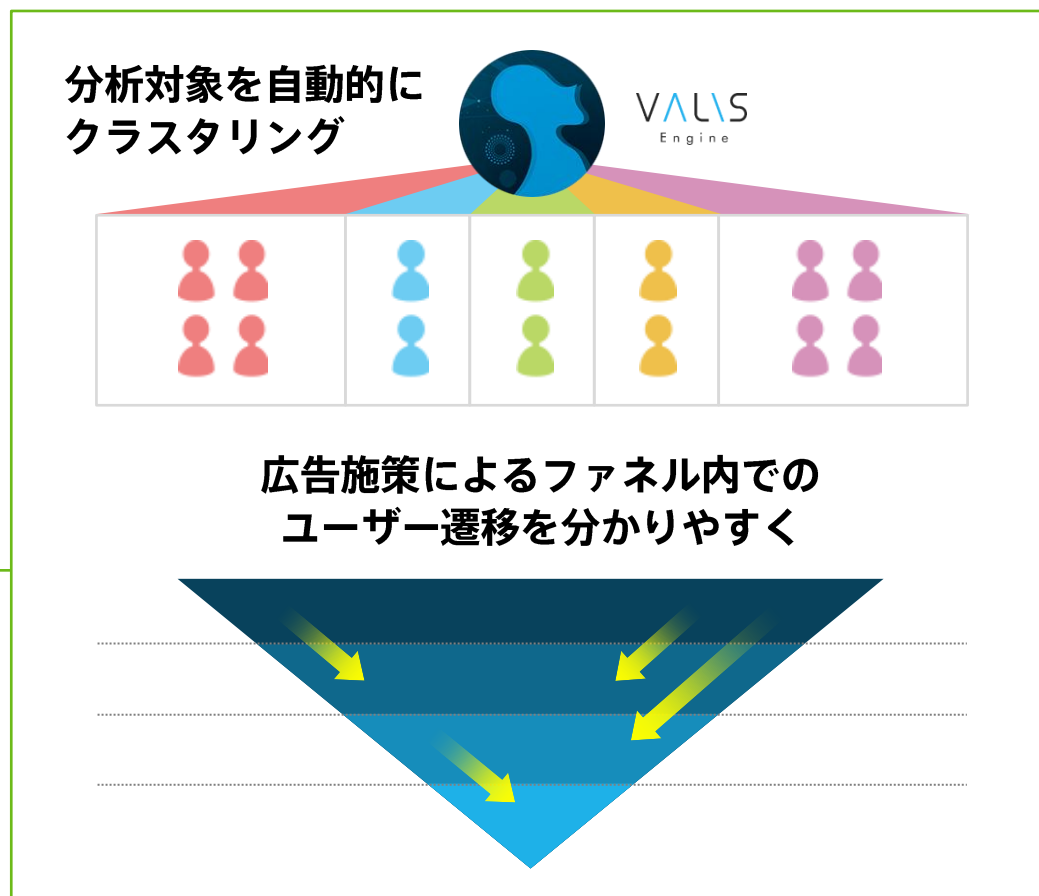 分析対象を自動的に
クラスタリング
VALIS
Engine
広告施策によるファネル内での
ユーザー遷移を分かりやすく